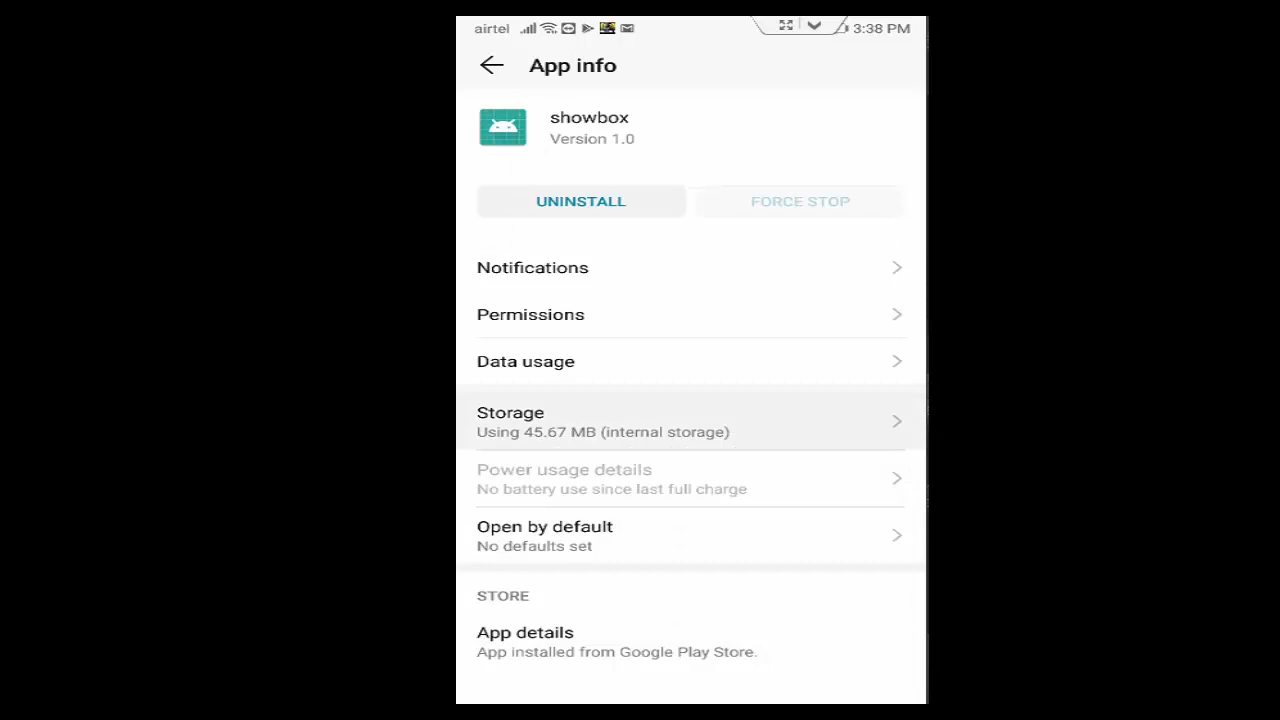 airtel 3:38 PM
App info
showbox
Version 1.0
UNINSTALL FORCE STOP
Notifications
Permissions
Data usage
Storage
Using 45.67 MB (internal storage)
Power usage details
No battery use since last full charge
Open by default
No defaults set
STORE
App details
App installed from Google Play Store.